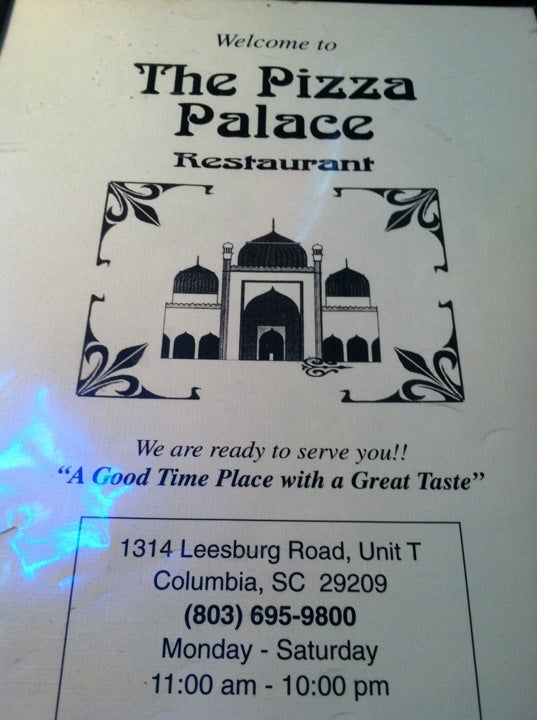 Welcome to
The Pizza
Palace
Restaurant
We are ready to serve you!!
“A Good Time Place with a Great Taste”
1314 Leesburg Road, Unit T
Columbia, SC 29209
(803) 695-9800
Monday - Saturday
11:00 am - 10:00 pm